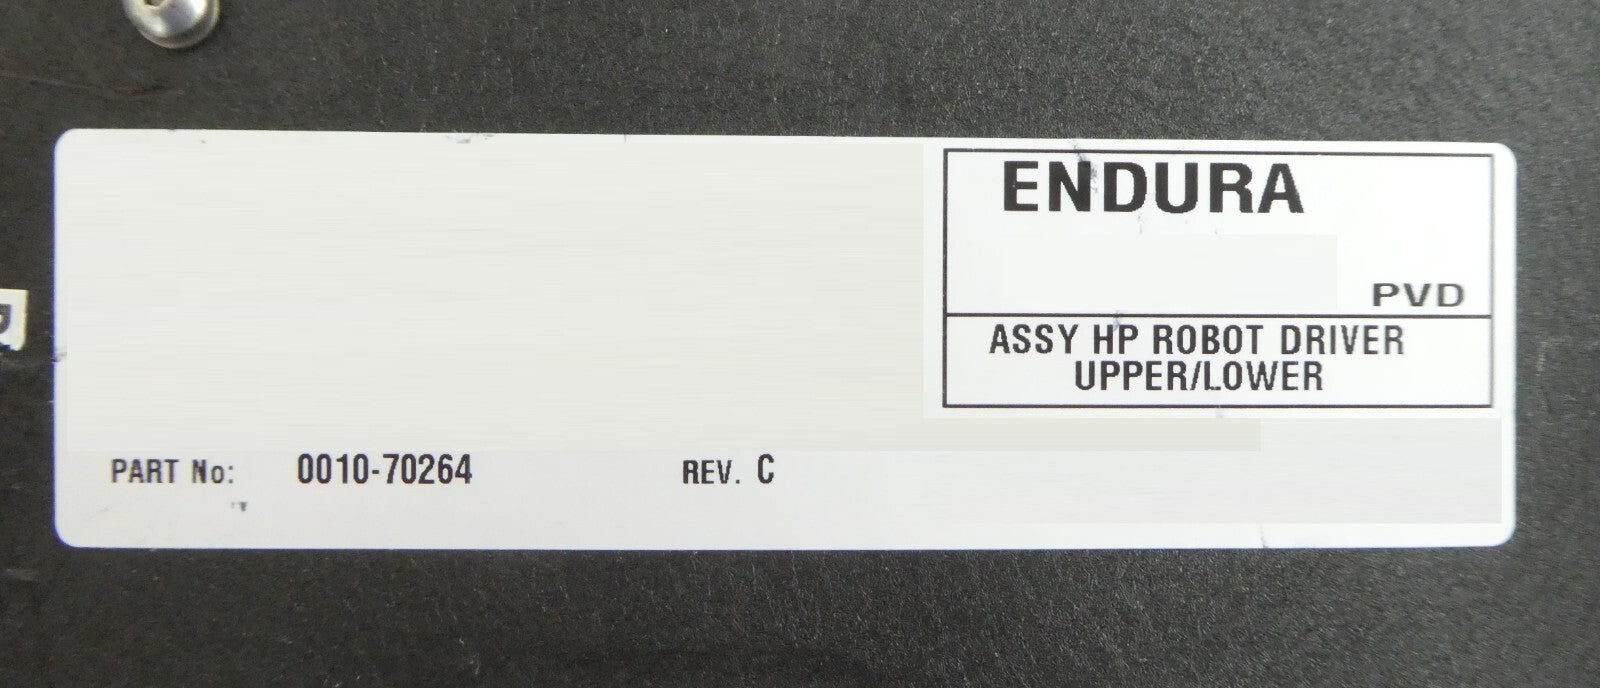 ENDURA
PVD
ASSY HP ROBOT DRIVER
UPPER/LOWER
PART No: 0010-70264 REV. C